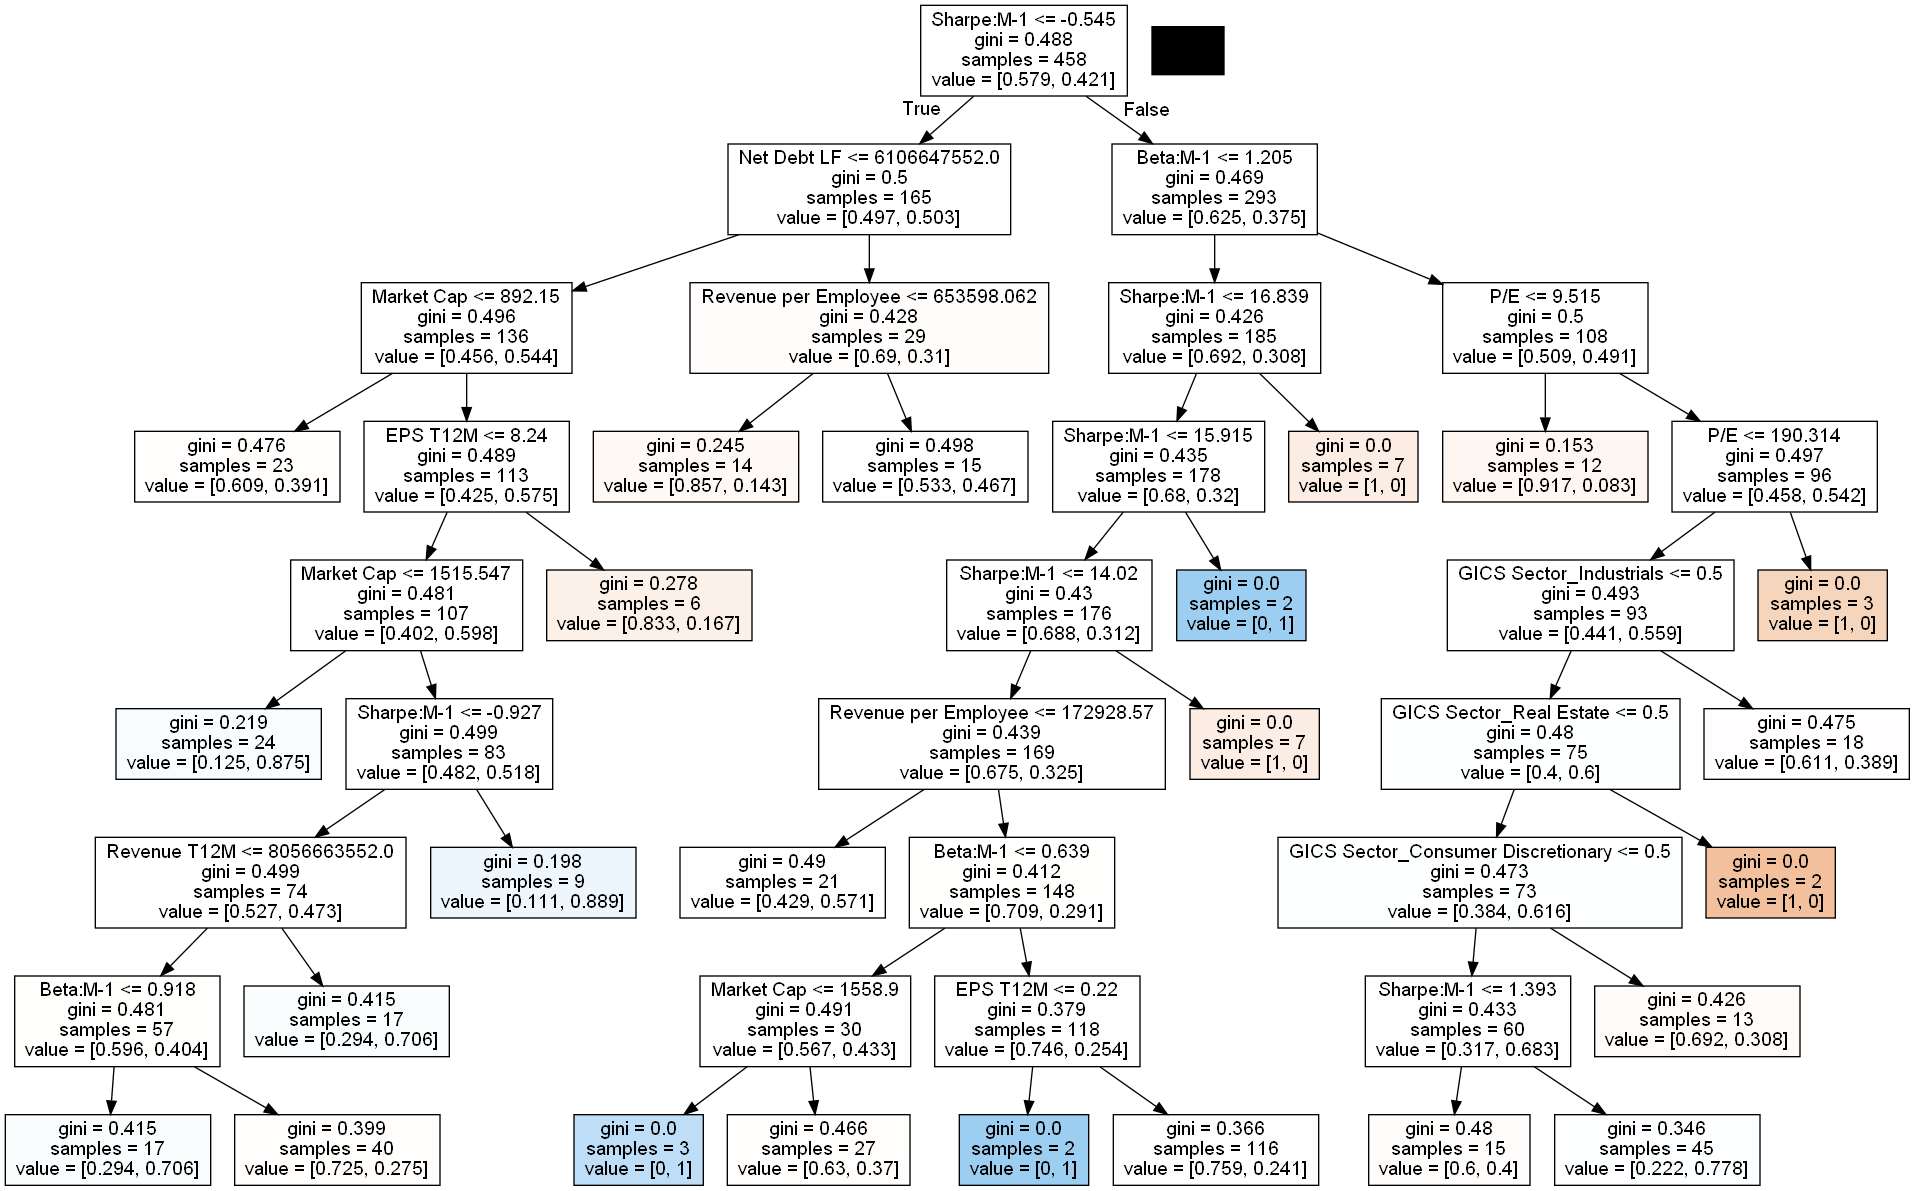 Sharpe:M-1 <= -0.545
gini = 0.488
samples = 458
value = [0.579, 0.421]
True
False
Net Debt LF <= 6106647552.0
gini = 0.5
samples = 165
value = [0.497, 0.503]
Beta:M-1 <= 1.205
gini = 0.469
samples = 293
value = [0.625, 0.375]
Market Cap <= 892.15
gini = 0.496
samples = 136
value = [0.456, 0.544]
Revenue per Employee <= 653598.062
gini = 0.428
samples = 29
value = [0.69, 0.31]
Sharpe:M-1 <= 16.839
gini = 0.426
samples = 185
value = [0.692, 0.308]
P/E <= 9.515
gini = 0.5
samples = 108
value = [0.509, 0.491]
gini = 0.476
samples = 23
value = [0.609, 0.391]
EPS T12M <= 8.24
gini = 0.489
samples = 113
value = [0.425, 0.575]
gini = 0.245
samples = 14
value = [0.857, 0.143]
gini = 0.498
samples = 15
value = [0.533, 0.467]
Sharpe:M-1 <= 15.915
gini = 0.435
samples = 178
value = [0.68, 0.32]
gini = 0.0
samples = 7
value = [1, 0]
gini = 0.153
samples = 12
value = [0.917, 0.083]
P/E <= 190.314
gini = 0.497
samples = 96
value = [0.458, 0.542]
Market Cap <= 1515.547
gini = 0.481
samples = 107
value = [0.402, 0.598]
gini = 0.278
samples = 6
value = [0.833, 0.167]
Sharpe:M-1 <= 14.02
gini = 0.43
samples = 176
value = [0.688, 0.312]
gini = 0.0
samples = 2
value = [0, 1]
GICS Sector_Industrials <= 0.5
gini = 0.493
samples = 93
value = [0.441, 0.559]
gini = 0.0
samples = 3
value = [1, 0]
gini = 0.219
samples = 24
value = [0.125, 0.875]
Sharpe:M-1 <= -0.927
gini = 0.499
samples = 83
value = [0.482, 0.518]
Revenue per Employee <= 172928.57
gini = 0.439
samples = 169
value = [0.675, 0.325]
gini = 0.0
samples = 7
value = [1, 0]
GICS Sector_Real Estate <= 0.5
gini = 0.48
samples = 75
value = [0.4, 0.6]
gini = 0.475
samples = 18
value = [0.611, 0.389]
Revenue T12M <= 8056663552.0
gini = 0.499
samples = 74
value = [0.527, 0.473]
gini = 0.198
samples = 9
value = [0.111, 0.889]
gini = 0.49
samples = 21
value = [0.429, 0.571]
Beta:M-1 <= 0.639
gini = 0.412
samples = 148
value = [0.709, 0.291]
GICS Sector_Consumer Discretionary <= 0.5
gini = 0.473
samples = 73
value = [0.384, 0.616]
gini = 0.0
samples = 2
value = [1, 0]
Beta:M-1 <= 0.918
gini = 0.481
samples = 57
value = [0.596, 0.404]
gini = 0.415
samples = 17
value = [0.294, 0.706]
Market Cap <= 1558.9
gini = 0.491
samples = 30
value = [0.567, 0.433]
EPS T12M <= 0.22
gini = 0.379
samples = 118
value = [0.746, 0.254]
Sharpe:M-1 <= 1.393
gini = 0.433
samples = 60
value = [0.317, 0.683]
gini = 0.426
samples = 13
value = [0.692, 0.308]
gini = 0.415
samples = 17
value = [0.294, 0.706]
gini = 0.399
samples = 40
value = [0.725, 0.275]
gini = 0.0
samples = 3
value = [0, 1]
gini = 0.466
samples = 27
value = [0.63, 0.37]
gini = 0.0
samples = 2
value = [0, 1]
gini = 0.366
samples = 116
value = [0.759, 0.241]
gini = 0.48
samples = 15
value = [0.6, 0.4]
gini = 0.346
samples = 45
value = [0.222, 0.778]